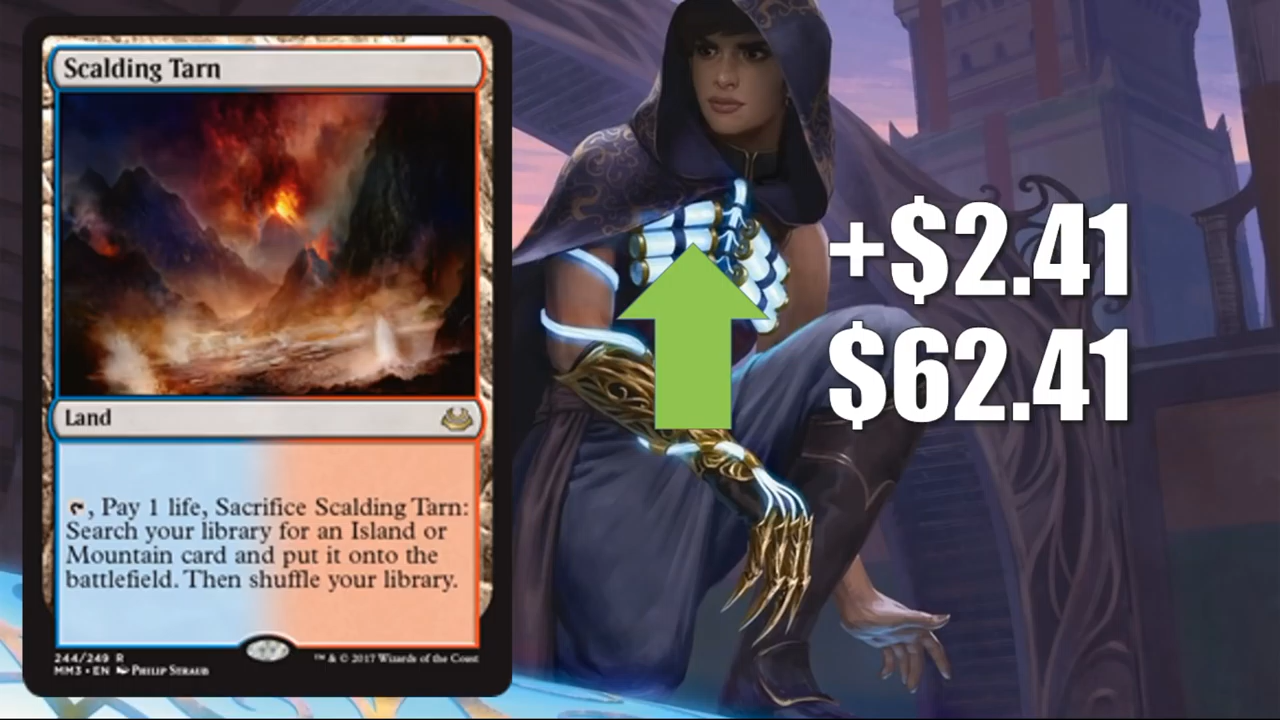 Scalding Tarn
Land
, Pay 1 life, Sacrifice Scalding Tarn:
Search your library for an Island or
Mountain card and put it onto the
battlefield. Then shuffle your library.
244/249 R
MM3 • EN PHILIP STRAUB
™ & © 2017 Wizards of the Coast
+$2.41
$62.41